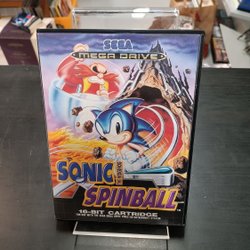 SEGA
MEGA DRIVE
SONIC
SPINBALL
16-BIT CARTRIDGE